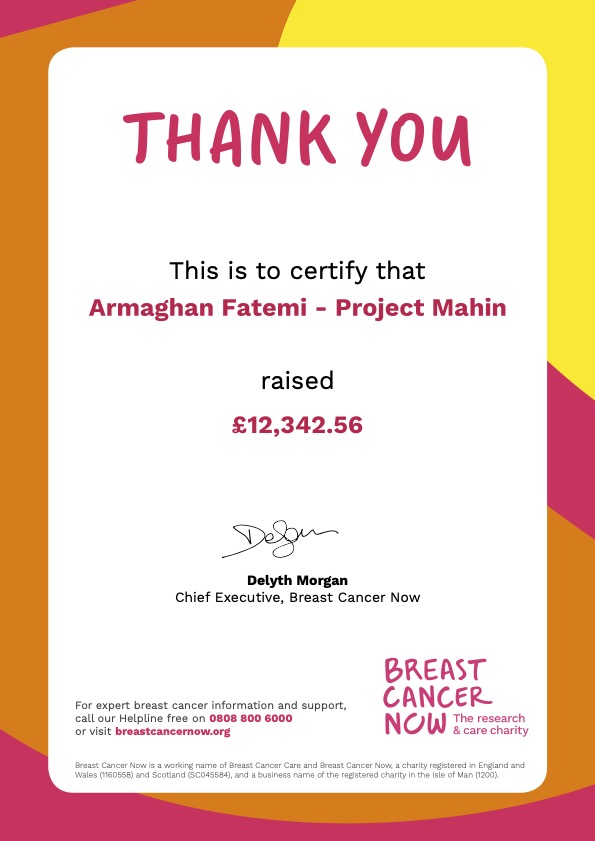 THANK YOU
This is to certify that
Armaghan Fatemi - Project Mahin
raised
£12,342.56
Delyth Morgan
Chief Executive, Breast Cancer Now
For expert breast cancer information and support,
call our Helpline free on 0808 800 6000
or visit breastcancernow.org
BREAST
CANCER
NOW The research
& care charity
Breast Cancer Now is a working name of Breast Cancer Care and Breast Cancer Now, a charity registered in England and
Wales (1160558) and Scotland (SC045584), and a business name of the registered charity in the Isle of Man (1200).